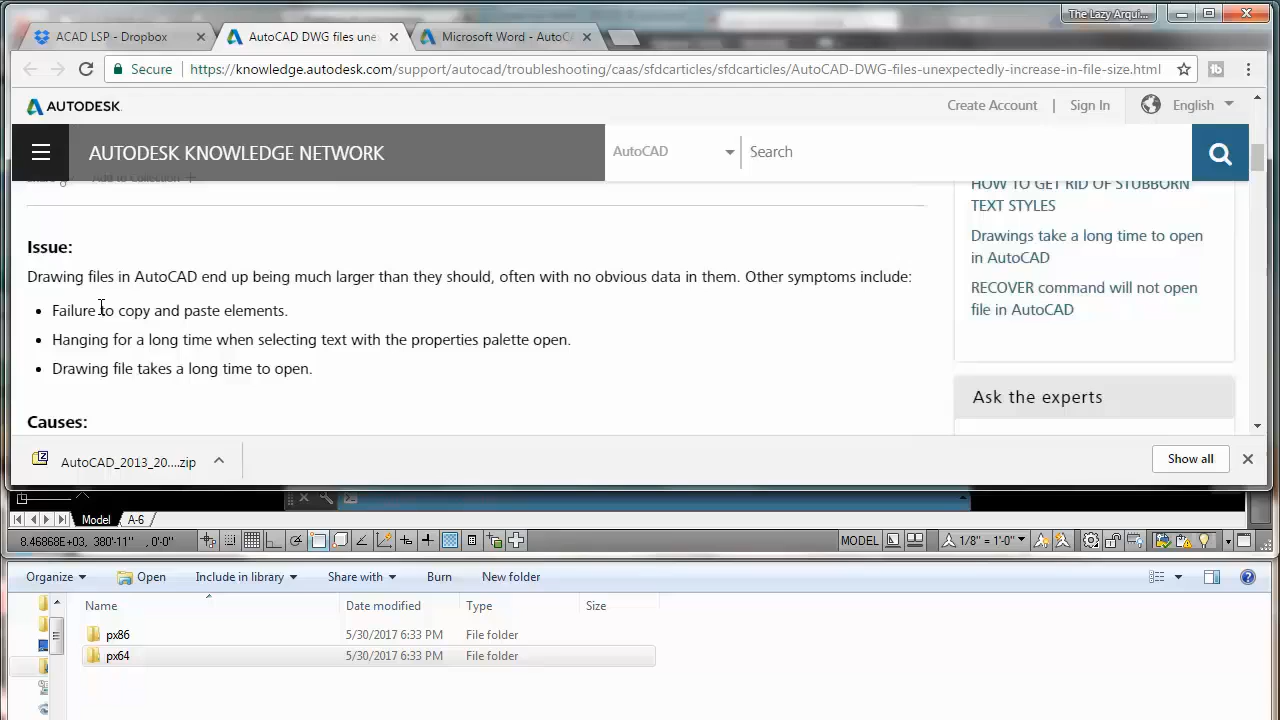 The Lazy Arqui...
ACAD LSP - Dropbox
AutoCAD DWG files une
Microsoft Word - AutoC
Secure
https://knowledge.autodesk.com/support/autocad/troubleshooting/caas/sfdcarticles/sfdcarticles/AutoCAD-DWG-files-unexpectedly-increase-in-file-size.html
AUTODESK.
Create Account | Sign In
English
AUTODESK KNOWLEDGE NETWORK
AutoCAD
Search
Add to Collection +
HOW TO GET RID OF STUBBORN
TEXT STYLES
Drawings take a long time to open
in AutoCAD
RECOVER command will not open
file in AutoCAD
Ask the experts
Issue:
Drawing files in AutoCAD end up being much larger than they should, often with no obvious data in them. Other symptoms include:
• Failure to copy and paste elements.
• Hanging for a long time when selecting text with the properties palette open.
• Drawing file takes a long time to open.
Causes:
AutoCAD_2013_20....zip
Show all
Model A-6
8.46868E+03, 380'-11" , 0'-0"
MODEL
1/8" = 1'-0"
Organize Open Include in library Share with Burn New folder
Name Date modified Type Size
px86 5/30/2017 6:33 PM File folder
px64 5/30/2017 6:33 PM File folder